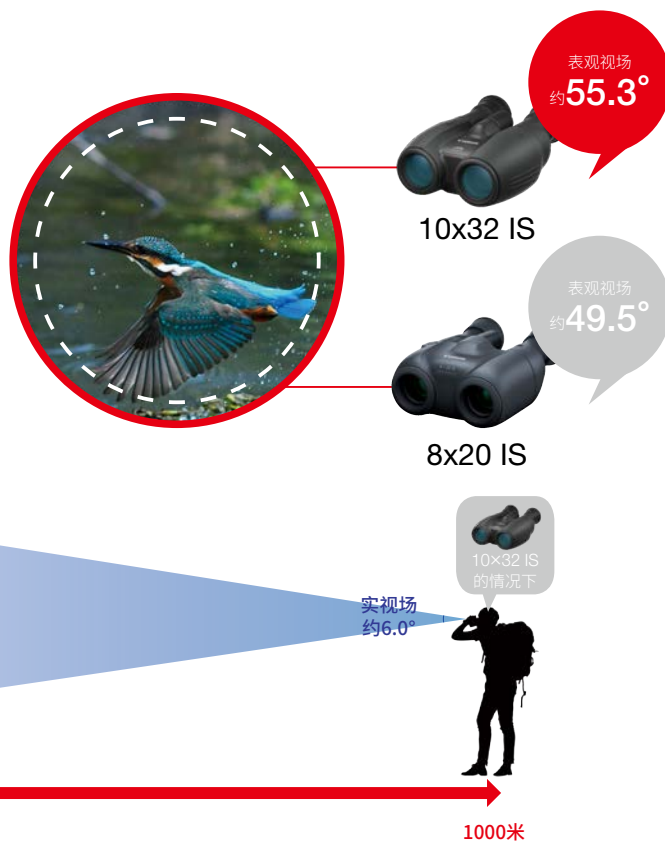 表观视场
约55.3°
10x32 IS
表观视场
约49.5°
8x20 IS
10×32 IS
的情况下
实视场
约6.0°
1000米